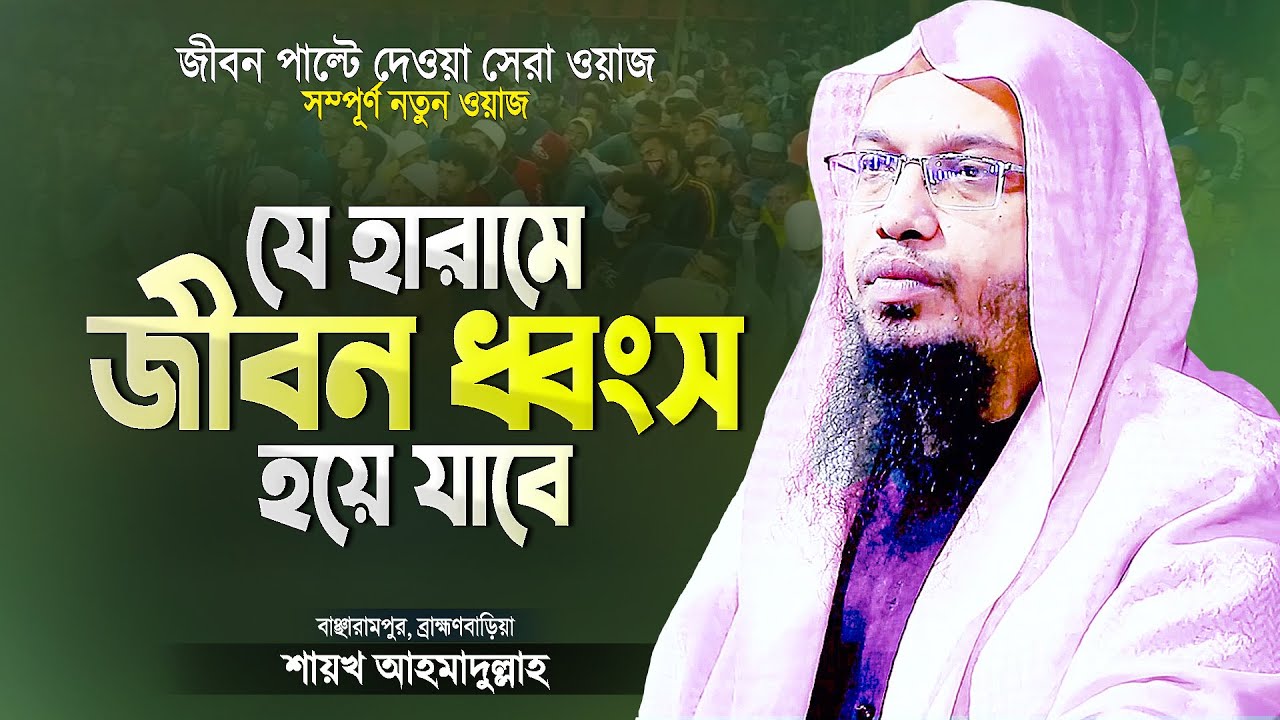 জীবন পাল্টে দেওয়া সেরা ওয়াজ
সম্পূর্ণ নতুন ওয়াজ
যে হারামে
জীবন ধ্বংস
হয়ে যাবে
বাঞ্ছারামপুর, ব্রাহ্মণবাড়িয়া
শায়খ আহমাদুল্লাহ